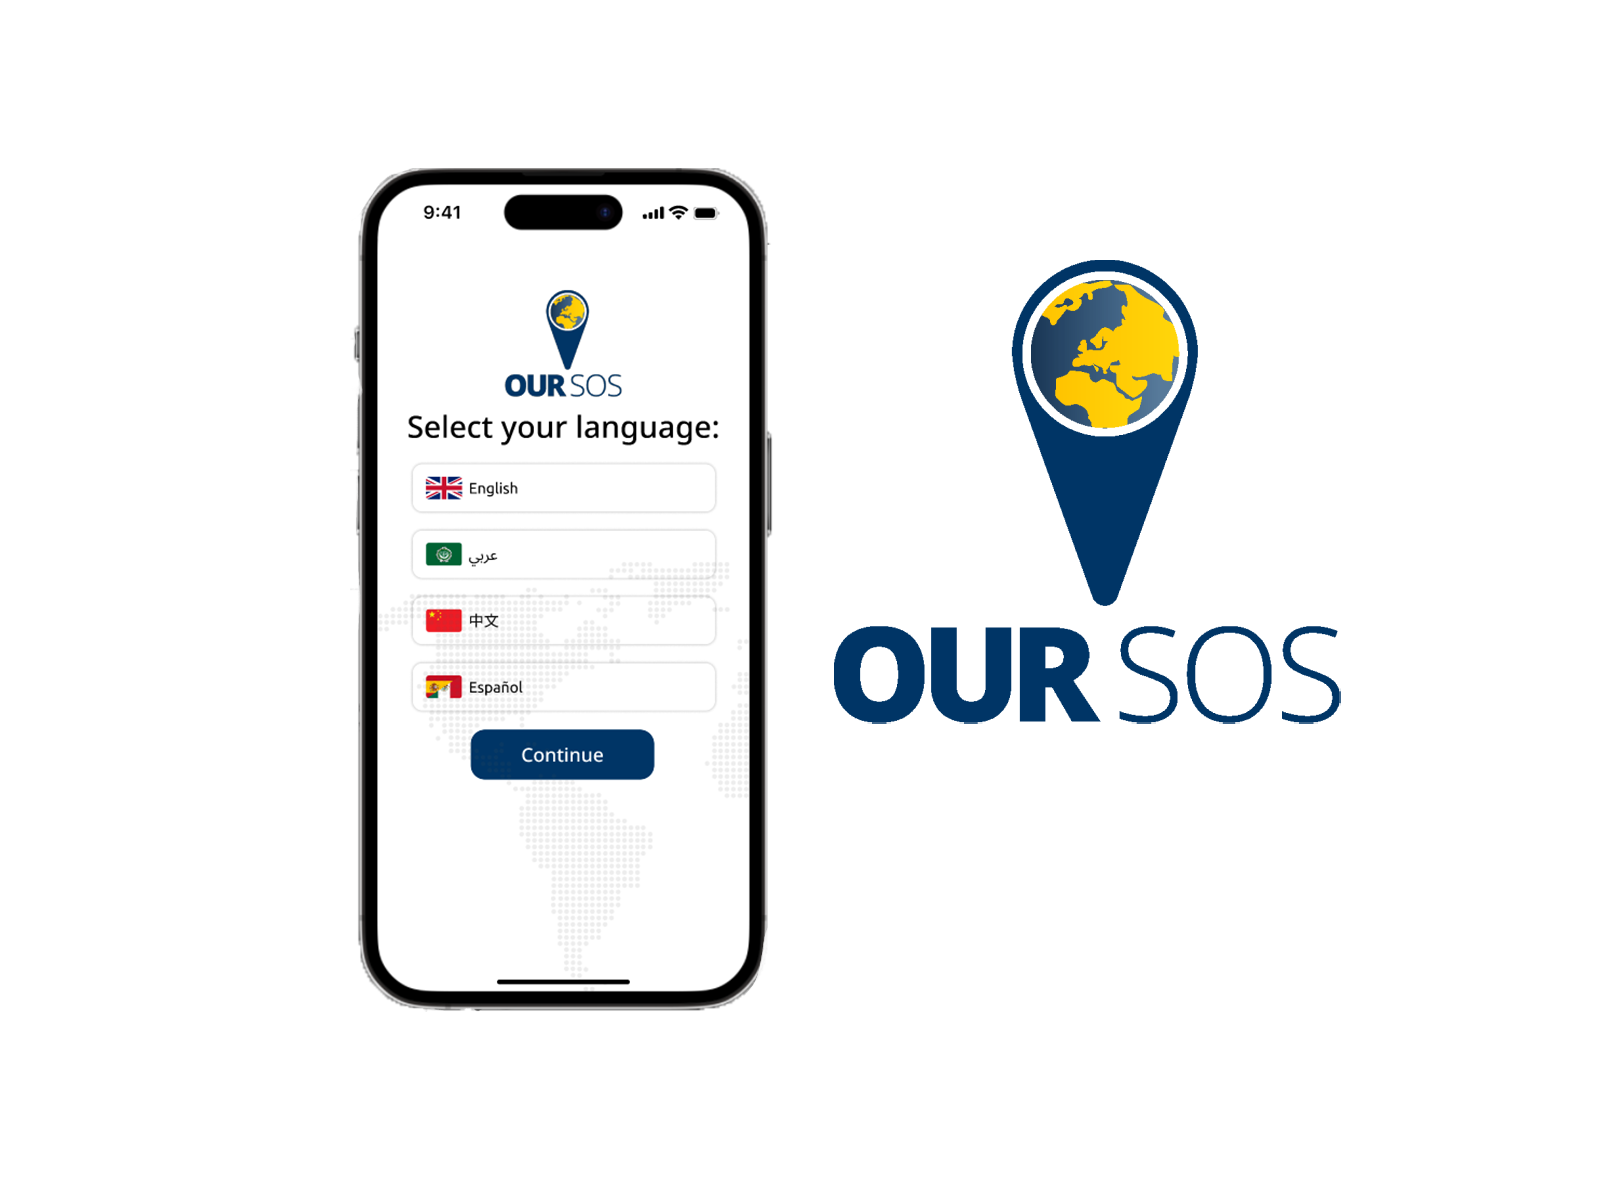 9:41
OUR SOS
Select your language:
English
عربي
中文
Español
Continue
OUR SOS